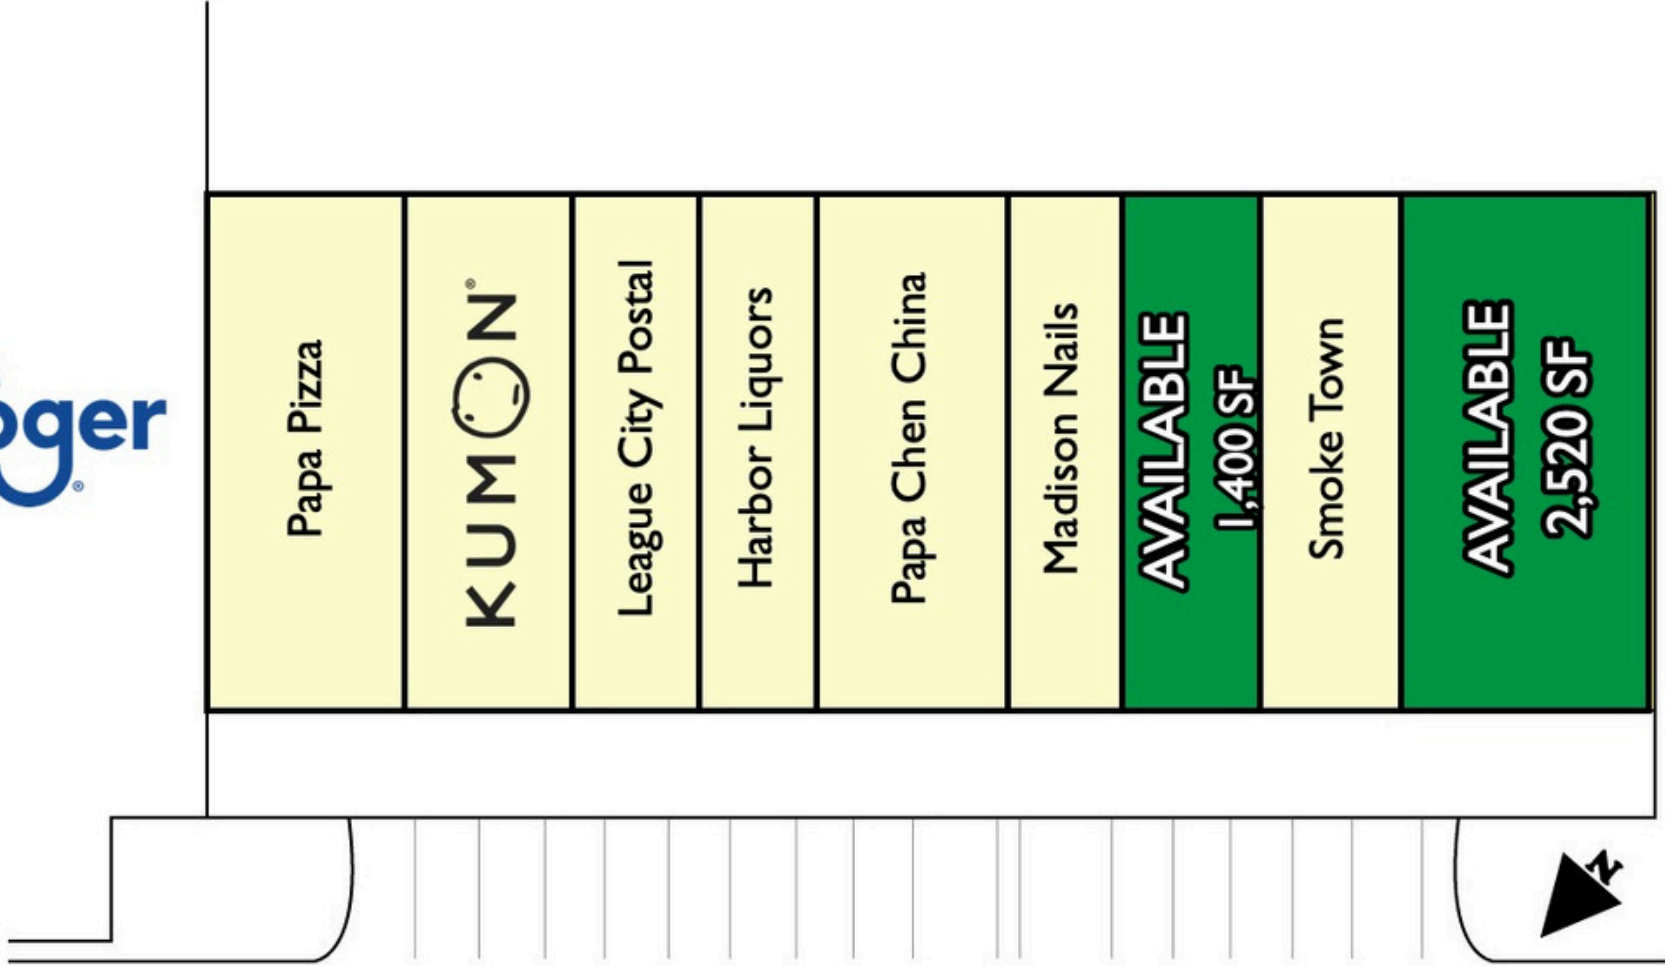 oger
Papa Pizza
KUMON
League City Postal
Harbor Liquors
Papa Chen China
Madison Nails
AVAILABLE
1,400 SF
Smoke Town
AVAILABLE
2,520 SF
N